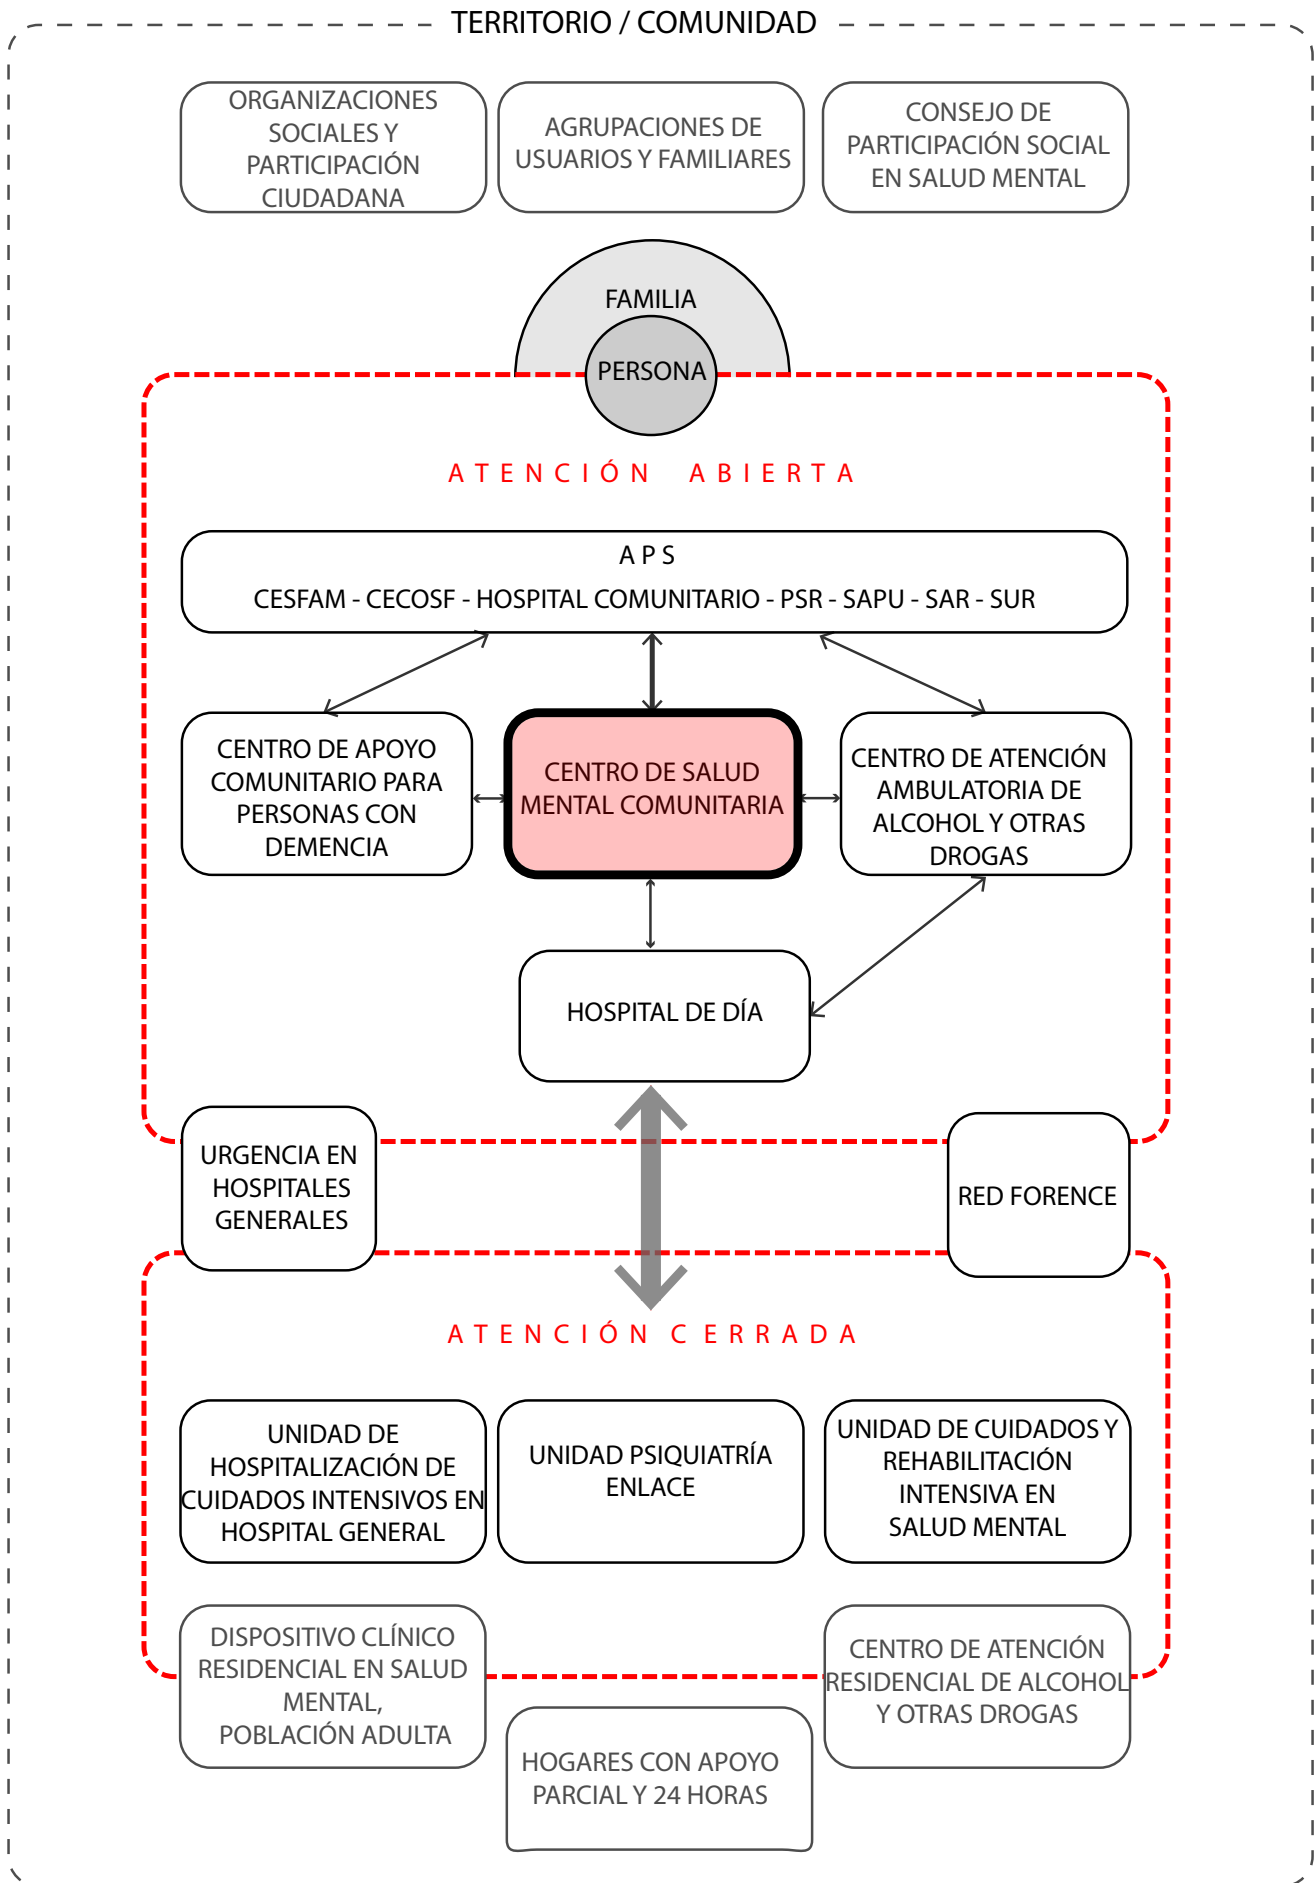 TERRITORIO / COMUNIDAD
ORGANIZACIONES
SOCIALES Y
PARTICIPACIÓN
CIUDADANA
AGRUPACIONES DE
USUARIOS Y FAMILIARES
CONSEJO DE
PARTICIPACIÓN SOCIAL
EN SALUD MENTAL
FAMILIA
PERSONA
ATENCIÓN ABIERTA
APS
CESFAM - CECOSF - HOSPITAL COMUNITARIO - PSR - SAPU - SAR - SUR
CENTRO DE APOYO
COMUNITARIO PARA
PERSONAS CON
DEMENCIA
CENTRO DE SALUD
MENTAL COMUNITARIA
CENTRO DE ATENCIÓN
AMBULATORIA DE
ALCOHOL Y OTRAS
DROGAS
HOSPITAL DE DÍA
URGENCIA EN
HOSPITALES
GENERALES
RED FORENCE
ATENCIÓN CERRADA
UNIDAD DE
HOSPITALIZACIÓN DE
CUIDADOS INTENSIVOS EN
HOSPITAL GENERAL
UNIDAD PSIQUIATRÍA
ENLACE
UNIDAD DE CUIDADOS Y
REHABILITACIÓN
INTENSIVA EN
SALUD MENTAL
DISPOSITIVO CLÍNICO
RESIDENCIAL EN SALUD
MENTAL,
POBLACIÓN ADULTA
HOGARES CON APOYO
PARCIAL Y 24 HORAS
CENTRO DE ATENCIÓN
RESIDENCIAL DE ALCOHOL
Y OTRAS DROGAS